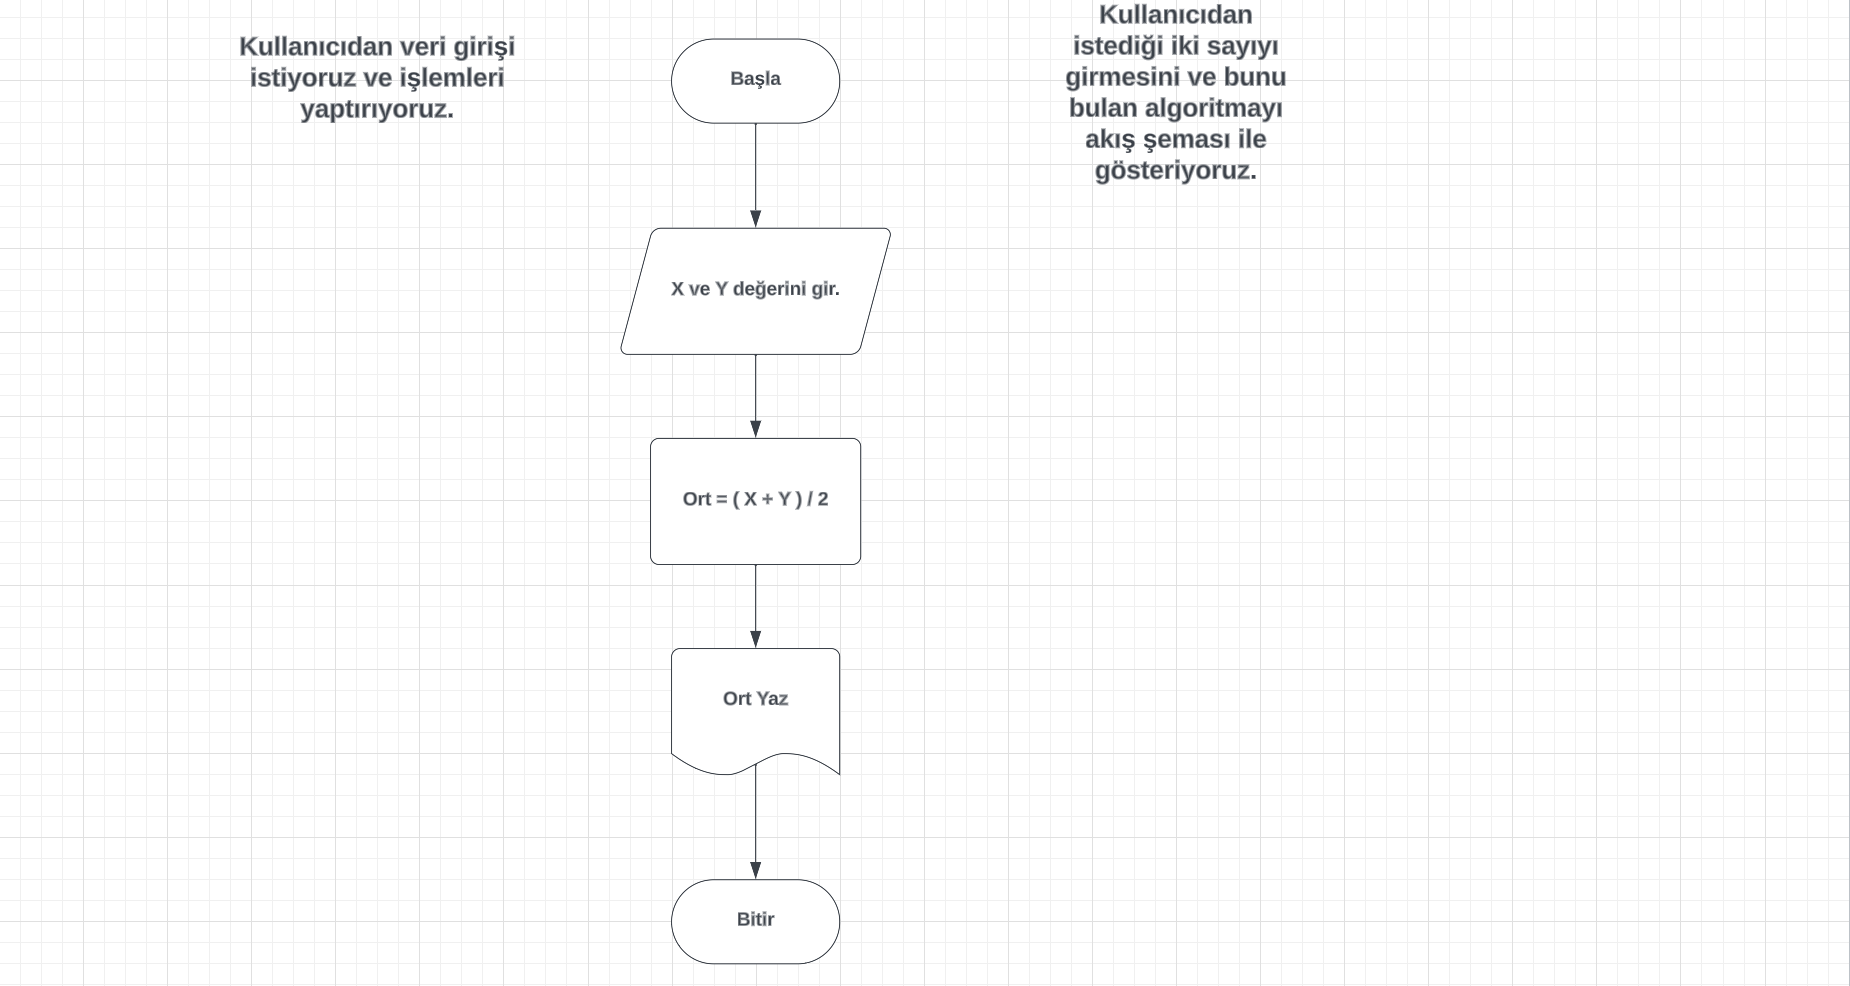 Kullanıcıdan veri girişi
istiyoruz ve işlemleri
yaptırıyoruz.
Başla
Kullanıcıdan
istediği iki sayıyı
girmesini ve bunu
bulan algoritmayı
akış şeması ile
gösteriyoruz.
X ve Y değerini gir.
Ort = ( X + Y ) / 2
Ort Yaz
Bitir